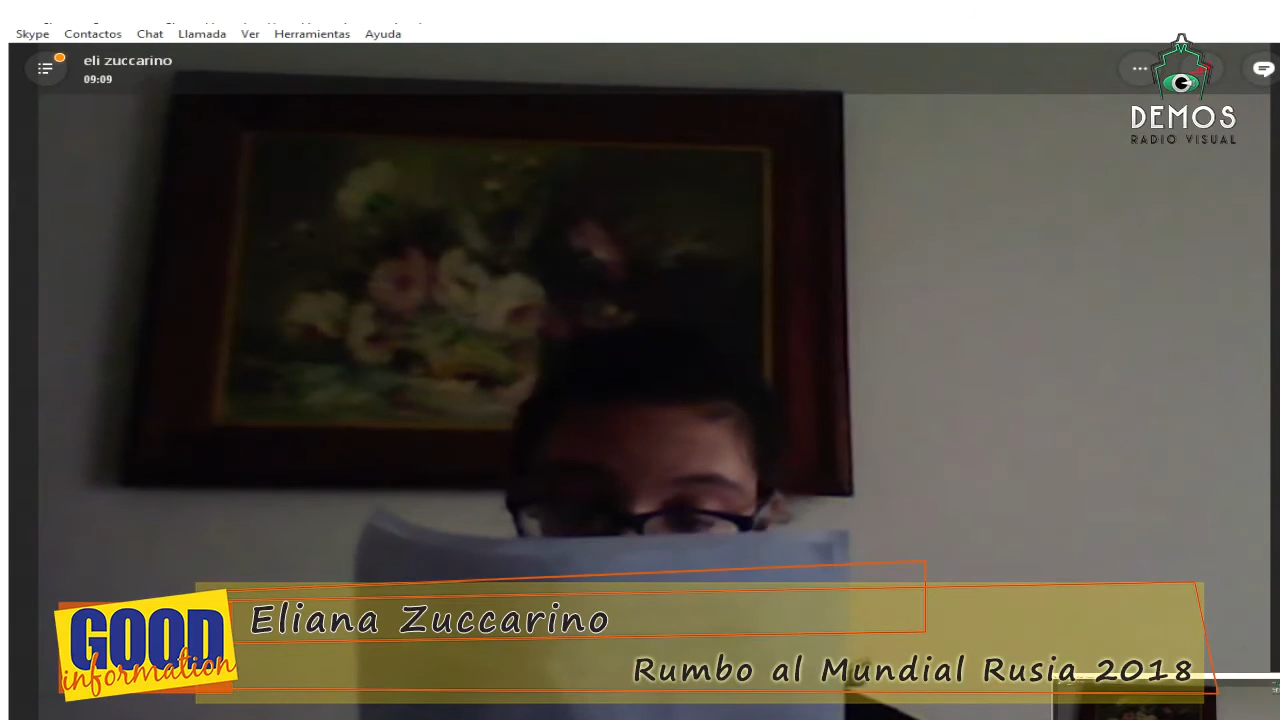 Skype Contactos Chat Llamada Ver Herramientas Ayuda
eli zuccarino
09:09
DEMOS
RADIO VISUAL
Eliana Zuccarino
GOOD
information
Rumbo al Mundial Rusia 2018